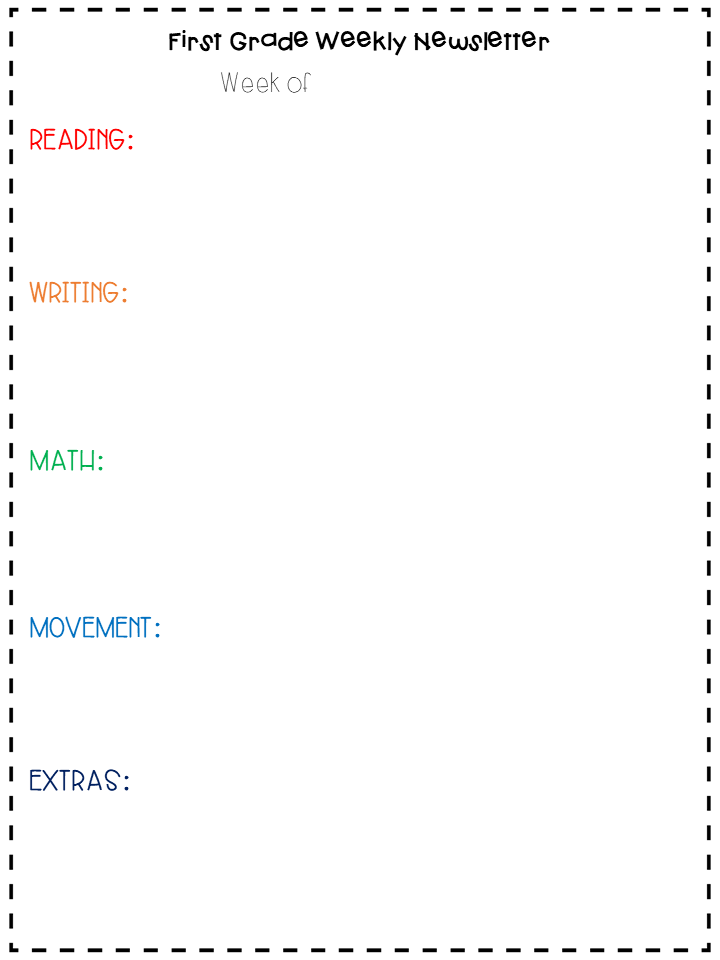 First Grade Weekly Newsletter
Week of
READING:
WRITING:
MATH:
MOVEMENT:
EXTRAS: